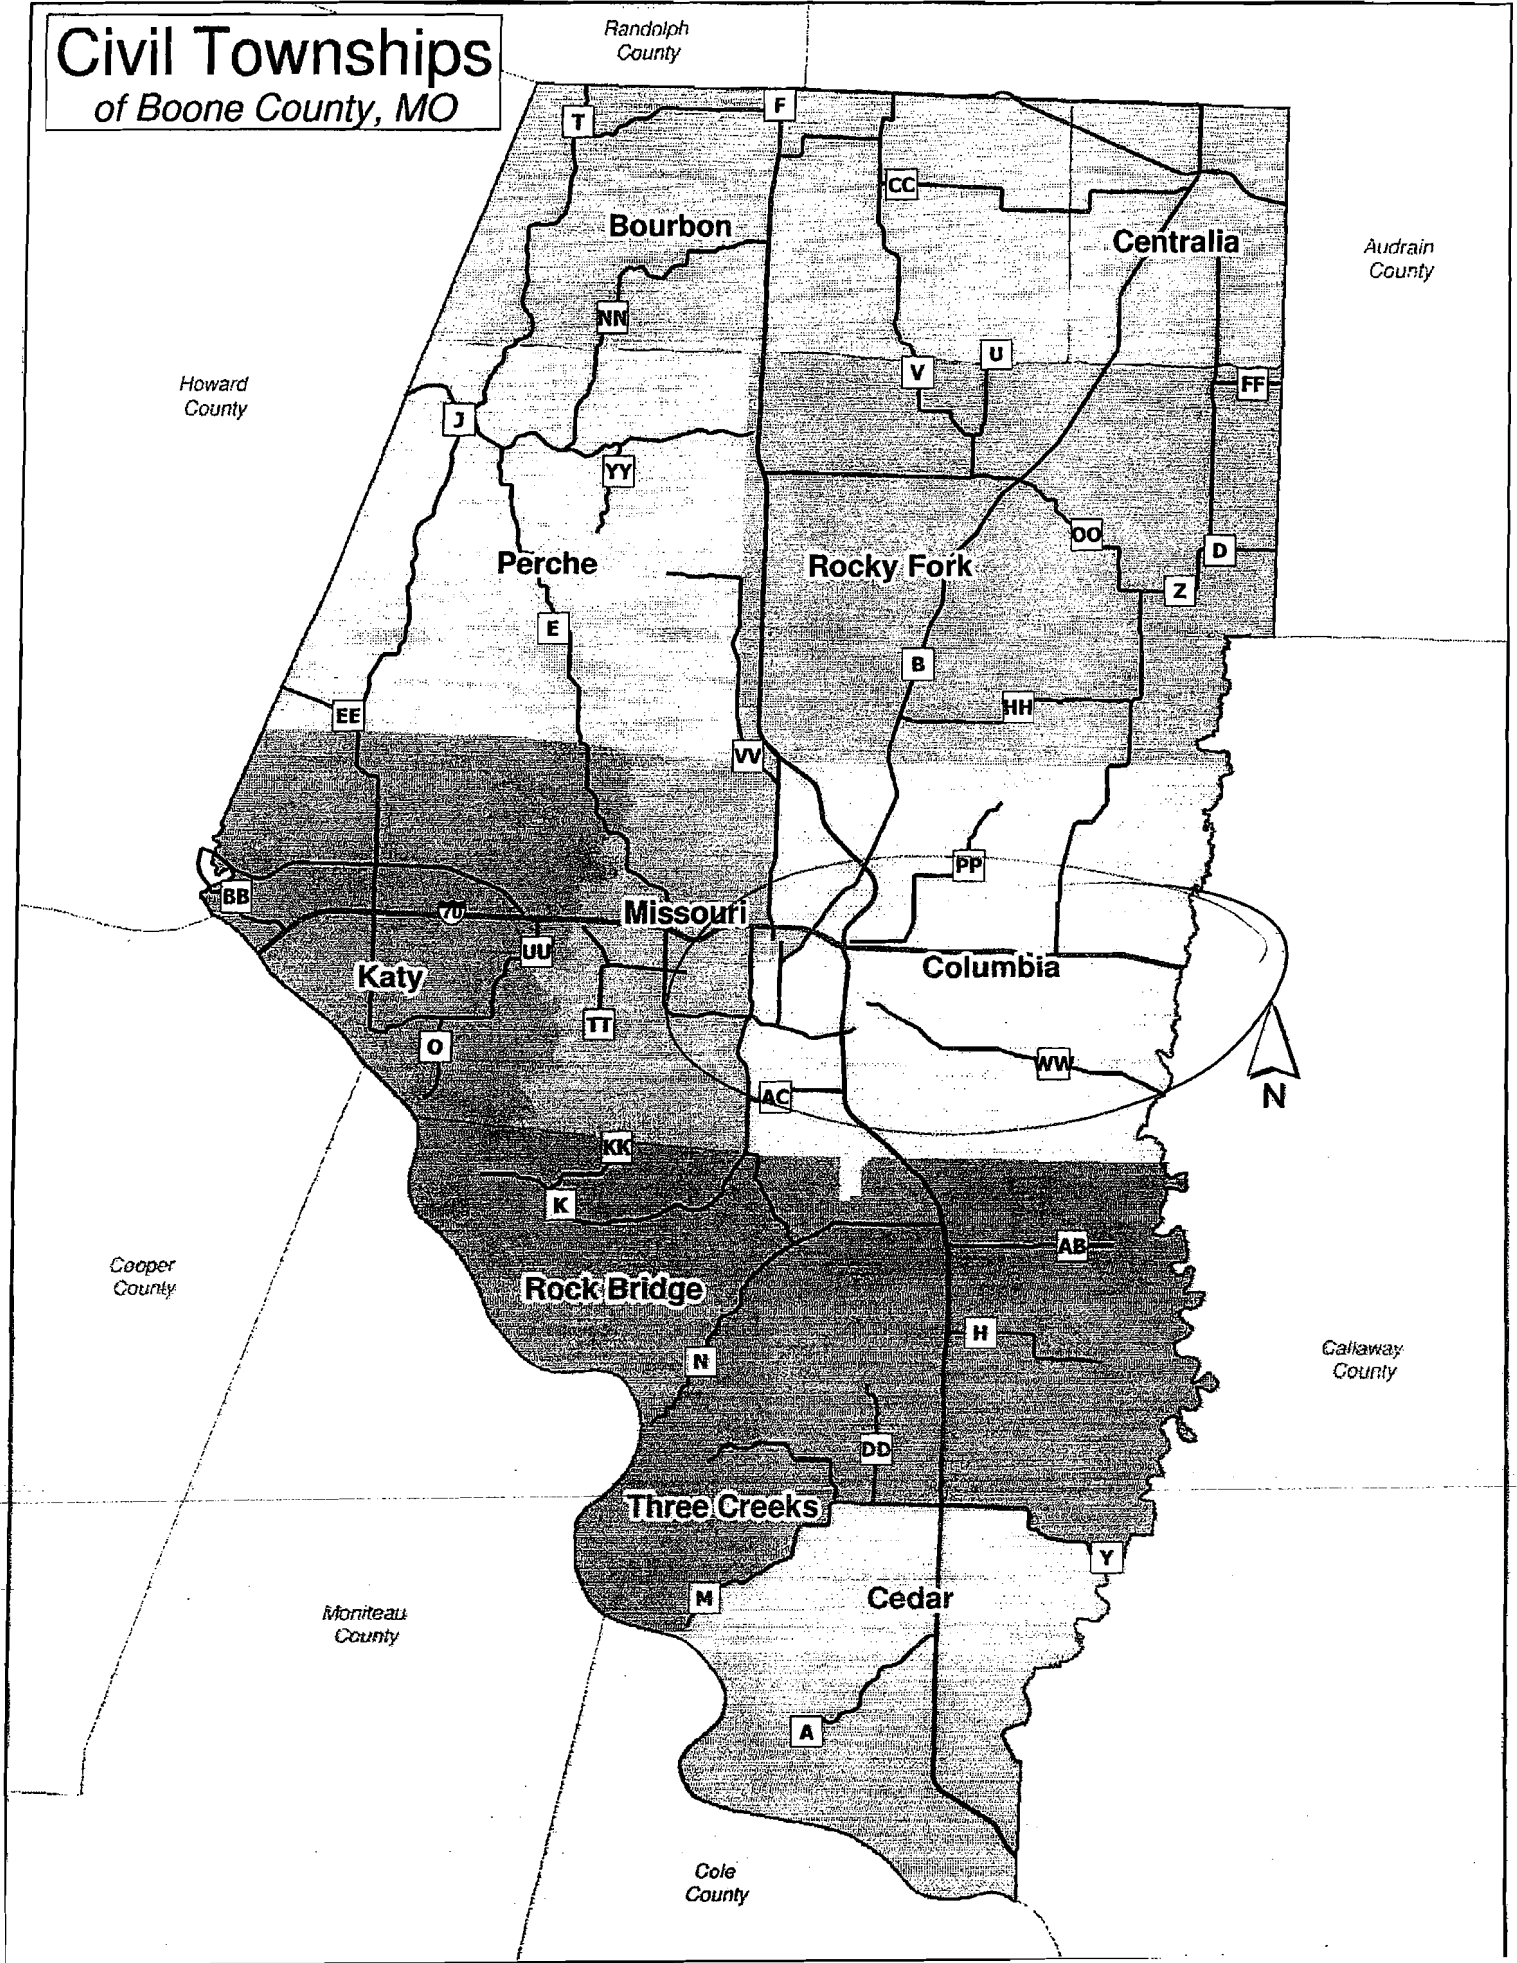 Civil Townships
of Boone County, MO
Randolph
County
T
F
CC
Bourbon
Centralia
Audrain
County
NN
U
V
FF
Howard
County
J
YY
OO
D
Perche
Rocky Fork
Z
E
B
HH
EE
VV
PP
BB
70
Missouri
UU
Columbia
Katy
TT
O
WW
AC
N
KK
K
AB
Cooper
County
Rock Bridge
H
Callaway
County
N
DD
Three Creeks
Y
M
Cedar
Moniteau
County
A
Cole
County